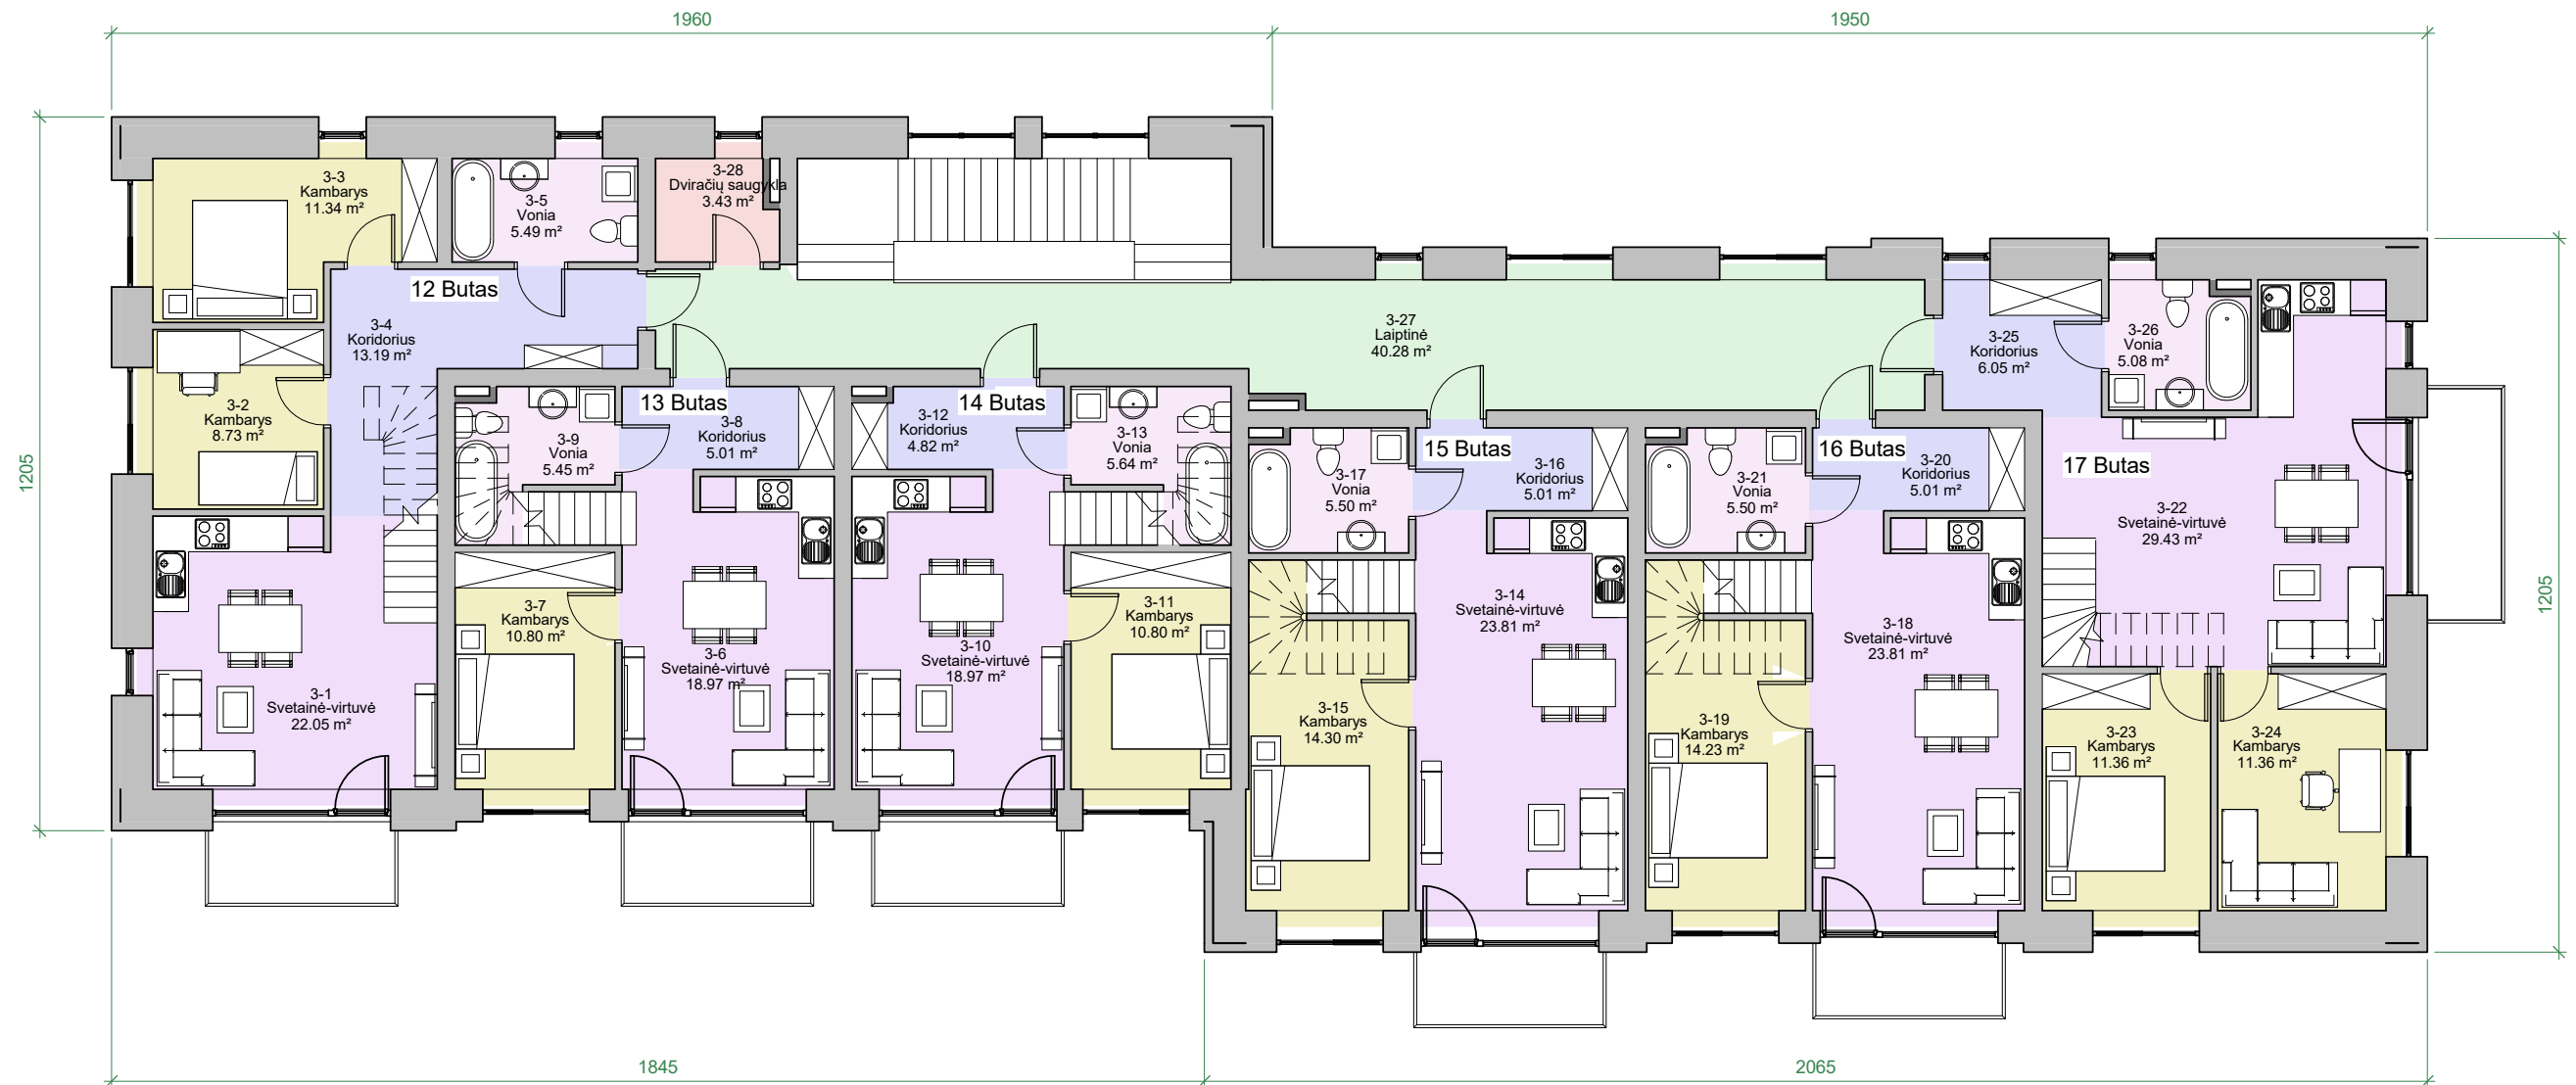 1960
1950
1205
3-3
Kambarys
11.34 m²
3-5
Vonia
5.49 m²
3-28
Dviračių saugykla
3.43 m²
12 Butas
3-4
Koridorius
13.19 m²
3-27
Laiptinė
40.28 m²
3-25
Koridorius
6.05 m²
3-26
Vonia
5.08 m²
3-2
Kambarys
8.73 m²
13 Butas
3-8
Koridorius
5.01 m²
3-9
Vonia
5.45 m²
14 Butas
3-12
Koridorius
4.82 m²
3-13
Vonia
5.64 m²
15 Butas
3-16
Koridorius
5.01 m²
3-17
Vonia
5.50 m²
16 Butas
3-20
Koridorius
5.01 m²
3-21
Vonia
5.50 m²
17 Butas
3-22
Svetainė-virtuvė
29.43 m²
3-7
Kambarys
10.80 m²
3-6
Svetainė-virtuvė
18.97 m²
3-10
Svetainė-virtuvė
18.97 m²
3-11
Kambarys
10.80 m²
3-14
Svetainė-virtuvė
23.81 m²
3-18
Svetainė-virtuvė
23.81 m²
3-1
Svetainė-virtuvė
22.05 m²
3-15
Kambarys
14.30 m²
3-19
Kambarys
14.23 m²
3-23
Kambarys
11.36 m²
3-24
Kambarys
11.36 m²
1205
1845
2065